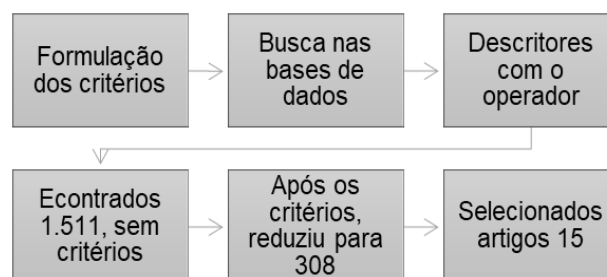 Formulação
dos critérios
Busca nas
bases de
dados
Descritores
com o
operador
Econtrados
1.511, sem
critérios
Após os
critérios,
reduziu para
308
Selecionados
artigos 15